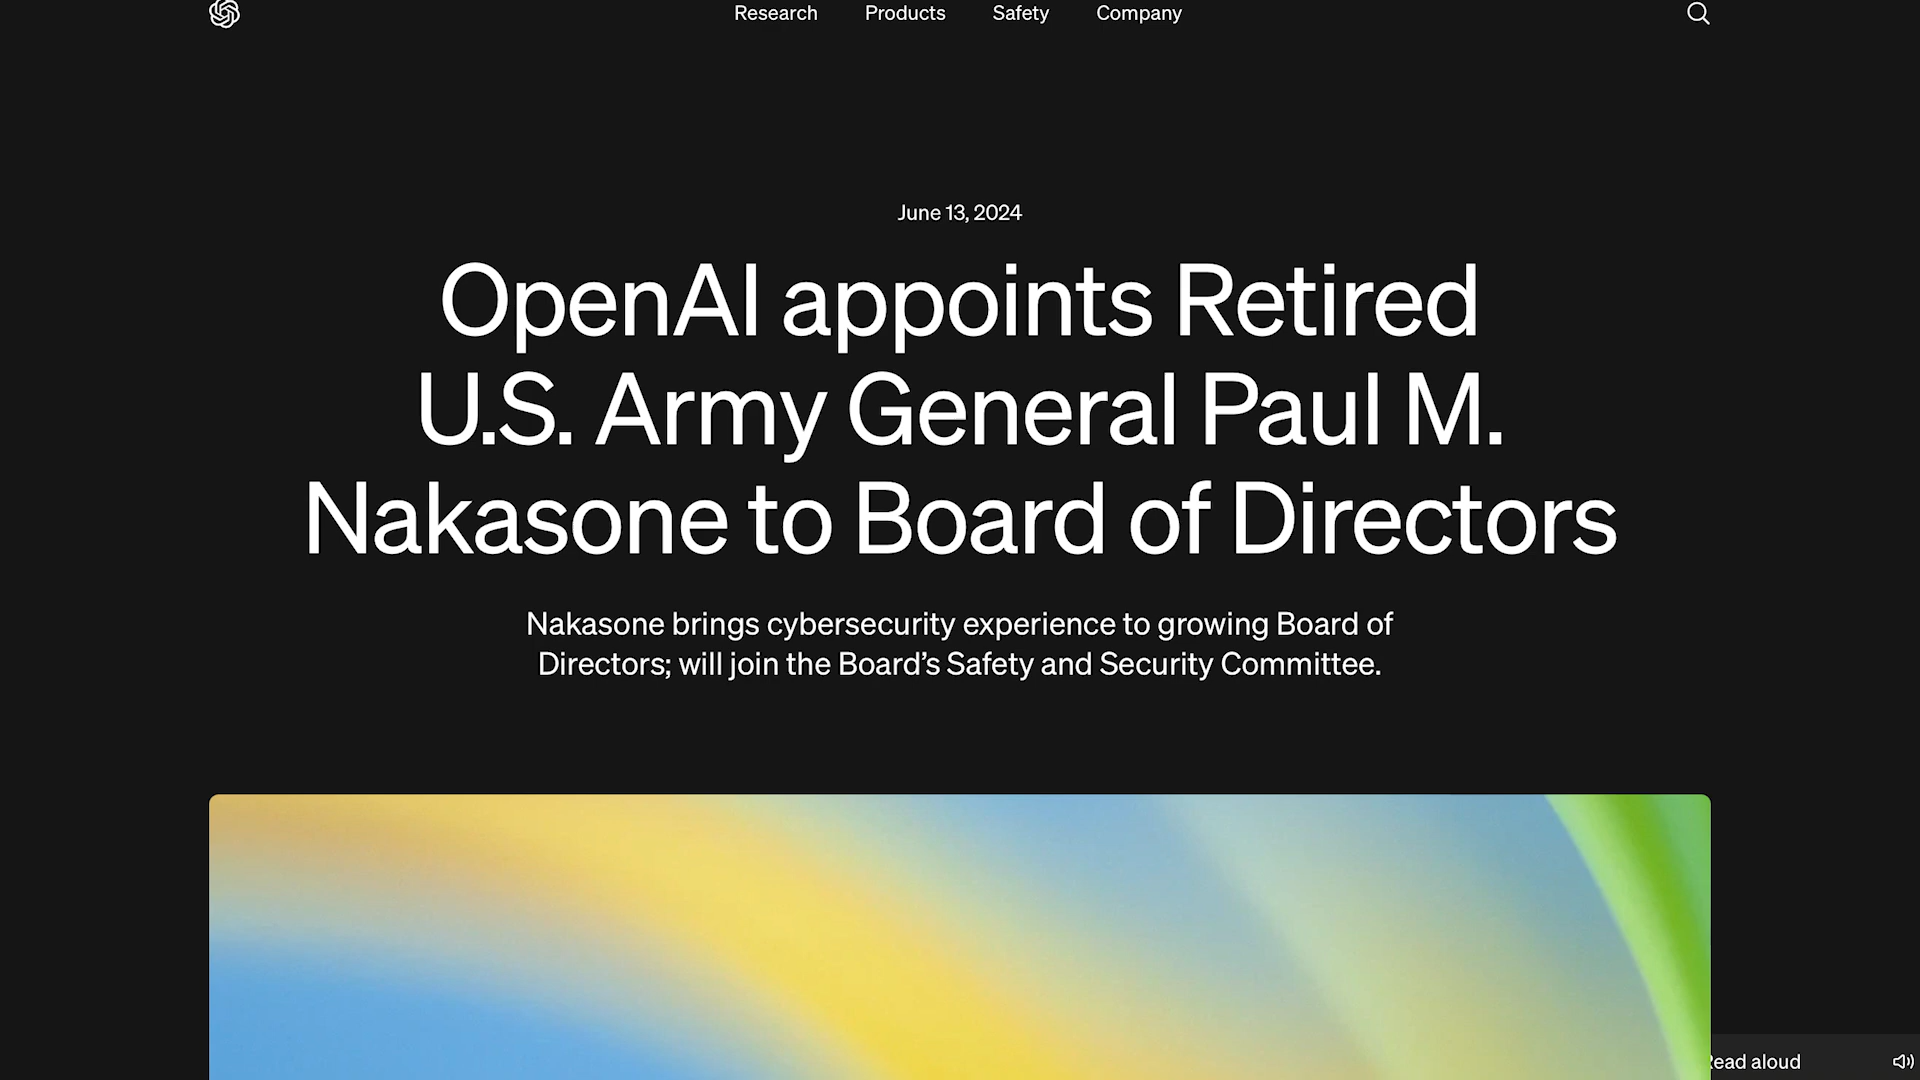 Research Products Safety Company
June 13, 2024
OpenAI appoints Retired
U.S. Army General Paul M.
Nakasone to Board of Directors
Nakasone brings cybersecurity experience to growing Board of
Directors; will join the Board’s Safety and Security Committee.
Read aloud